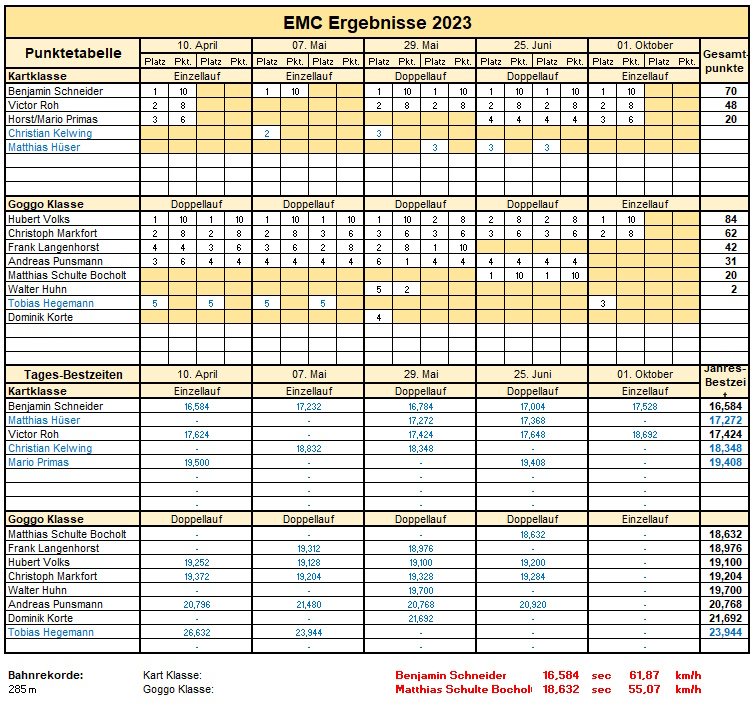 EMC Ergebnisse 2023
Punktetabelle 10. April 07. Mai 29. Mai 25. Juni 01. Oktober Gesamt-punkte
Platz Pkt. Platz Pkt. Platz Pkt. Platz Pkt. Platz Pkt. Platz Pkt. Platz Pkt. Platz Pkt. Platz Pkt. Platz Pkt.
Kartklasse Einzellauf Einzellauf Doppellauf Doppellauf Einzellauf
Benjamin Schneider 1 10 1 10 1 10 1 10 1 10 1 10 1 10 70
Victor Roh 2 8 2 8 2 8 2 8 2 8 2 8 48
Horst/Mario Primas 3 6 4 4 4 4 3 6 20
Christian Kelwing 2 3
Matthias Hüser 3 3 3
Goggo Klasse Doppellauf Doppellauf Doppellauf Doppellauf Einzellauf
Hubert Volks 1 10 1 10 1 10 1 10 1 10 2 8 2 8 2 8 1 10 84
Christoph Markfort 2 8 2 8 2 8 3 6 3 6 3 6 3 6 3 6 2 8 62
Frank Langenhorst 4 4 3 6 3 6 2 8 2 8 1 10 42
Andreas Punsmann 3 6 4 4 4 4 4 4 6 1 4 4 4 4 4 4 31
Matthias Schulte Bocholt 1 10 1 10 20
Walter Huhn 5 2 2
Tobias Hegemann 5 5 5 5 3
Dominik Korte 4
Tages-Bestzeiten 10. April 07. Mai 29. Mai 25. Juni 01. Oktober Jahres-Bestzeit
Kartklasse Einzellauf Einzellauf Doppellauf Doppellauf Einzellauf
Benjamin Schneider 16,584 17,232 16,784 17,004 17,528 16,584
Matthias Hüser - - 17,272 17,368 - 17,272
Victor Roh 17,624 - 17,424 17,648 18,692 17,424
Christian Kelwing - 18,832 18,348 - - 18,348
Mario Primas 19,500 - - 19,408 - 19,408
- - - - -
- - - - -
- - - - -
Goggo Klasse Doppellauf Doppellauf Doppellauf Doppellauf Einzellauf
Matthias Schulte Bocholt - - - 18,632 - 18,632
Frank Langenhorst - 19,312 18,976 - - 18,976
Hubert Volks 19,252 19,128 19,100 19,200 - 19,100
Christoph Markfort 19,372 19,204 19,328 19,284 - 19,204
Walter Huhn - - 19,700 - - 19,700
Andreas Punsmann 20,796 21,480 20,768 20,920 - 20,768
Dominik Korte - - 21,692 - - 21,692
Tobias Hegemann 26,632 23,944 - - - 23,944
- - - - -
Bahnrekorde: Kart Klasse: Benjamin Schneider 16,584 sec 61,87 km/h
285 m Goggo Klasse: Matthias Schulte Bochol 18,632 sec 55,07 km/h